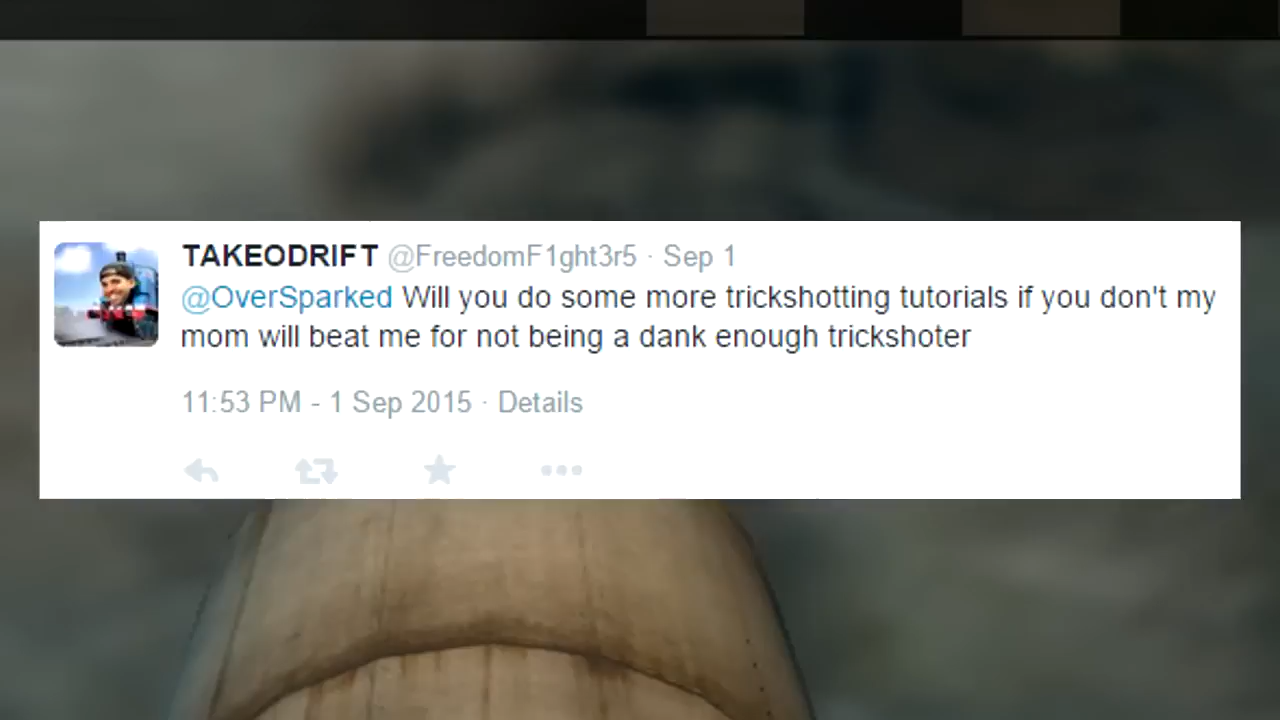 TAKEODRIFT @FreedomF1ght3r5 · Sep 1
@OverSparked Will you do some more trickshotting tutorials if you don't my
mom will beat me for not being a dank enough trickshoter
11:53 PM - 1 Sep 2015 · Details